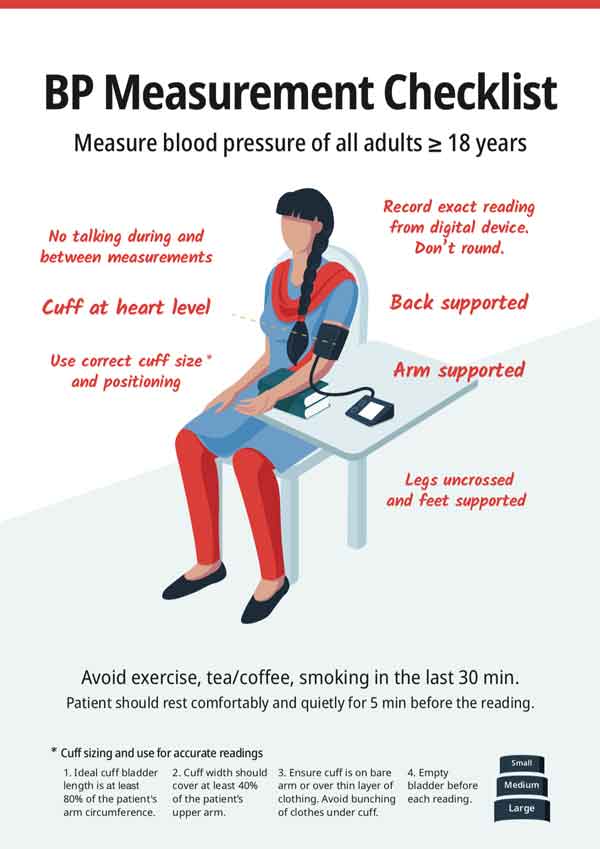 BP Measurement Checklist
Measure blood pressure of all adults ≥ 18 years
No talking during and
between measurements
Cuff at heart level
Use correct cuff size *
and positioning
Record exact reading
from digital device.
Don't round.
Back supported
Arm supported
Legs uncrossed
and feet supported
Avoid exercise, tea/coffee, smoking in the last 30 min.
Patient should rest comfortably and quietly for 5 min before the reading.
* Cuff sizing and use for accurate readings
1. Ideal cuff bladder
length is at least
80% of the patient's
arm circumference.
2. Cuff width should
cover at least 40%
of the patient's
upper arm.
3. Ensure cuff is on bare
arm or over thin layer of
clothing. Avoid bunching
of clothes under cuff.
4. Empty
bladder before
each reading.
Small
Medium
Large